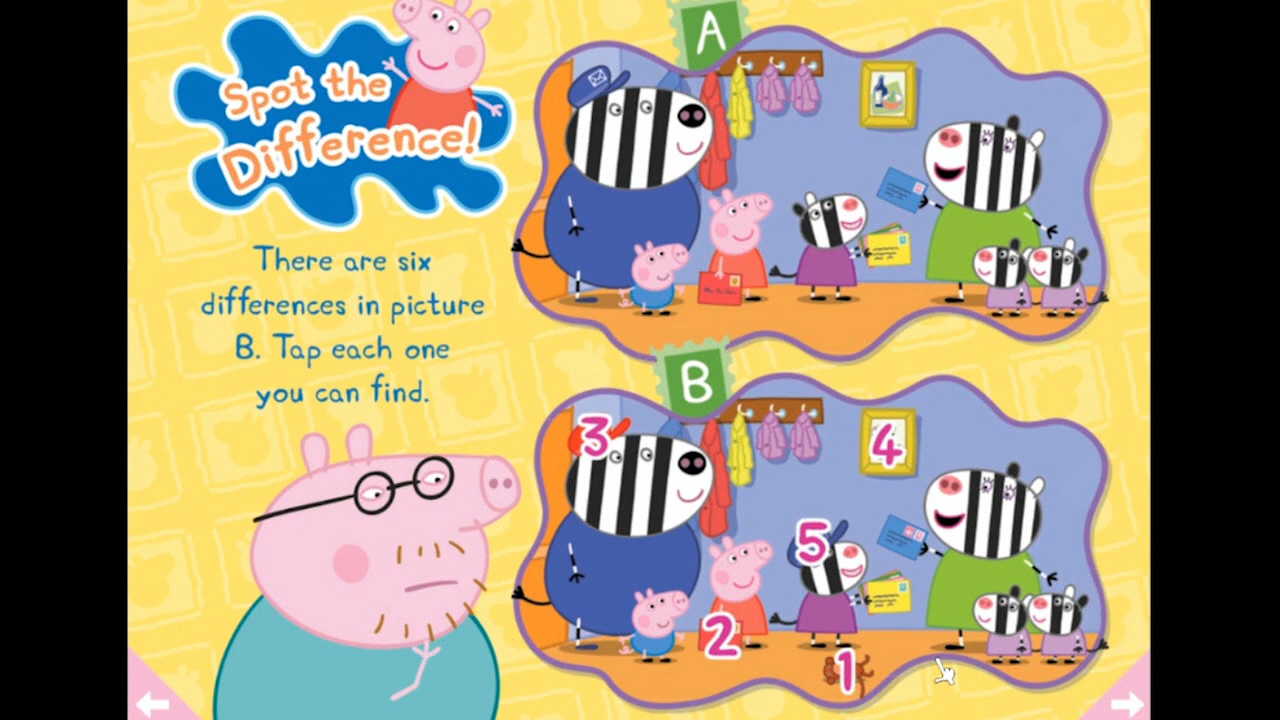 Spot the
Difference!
There are six
differences in picture
B. Tap each one
you can find.
A
B
3
4
5
2
1